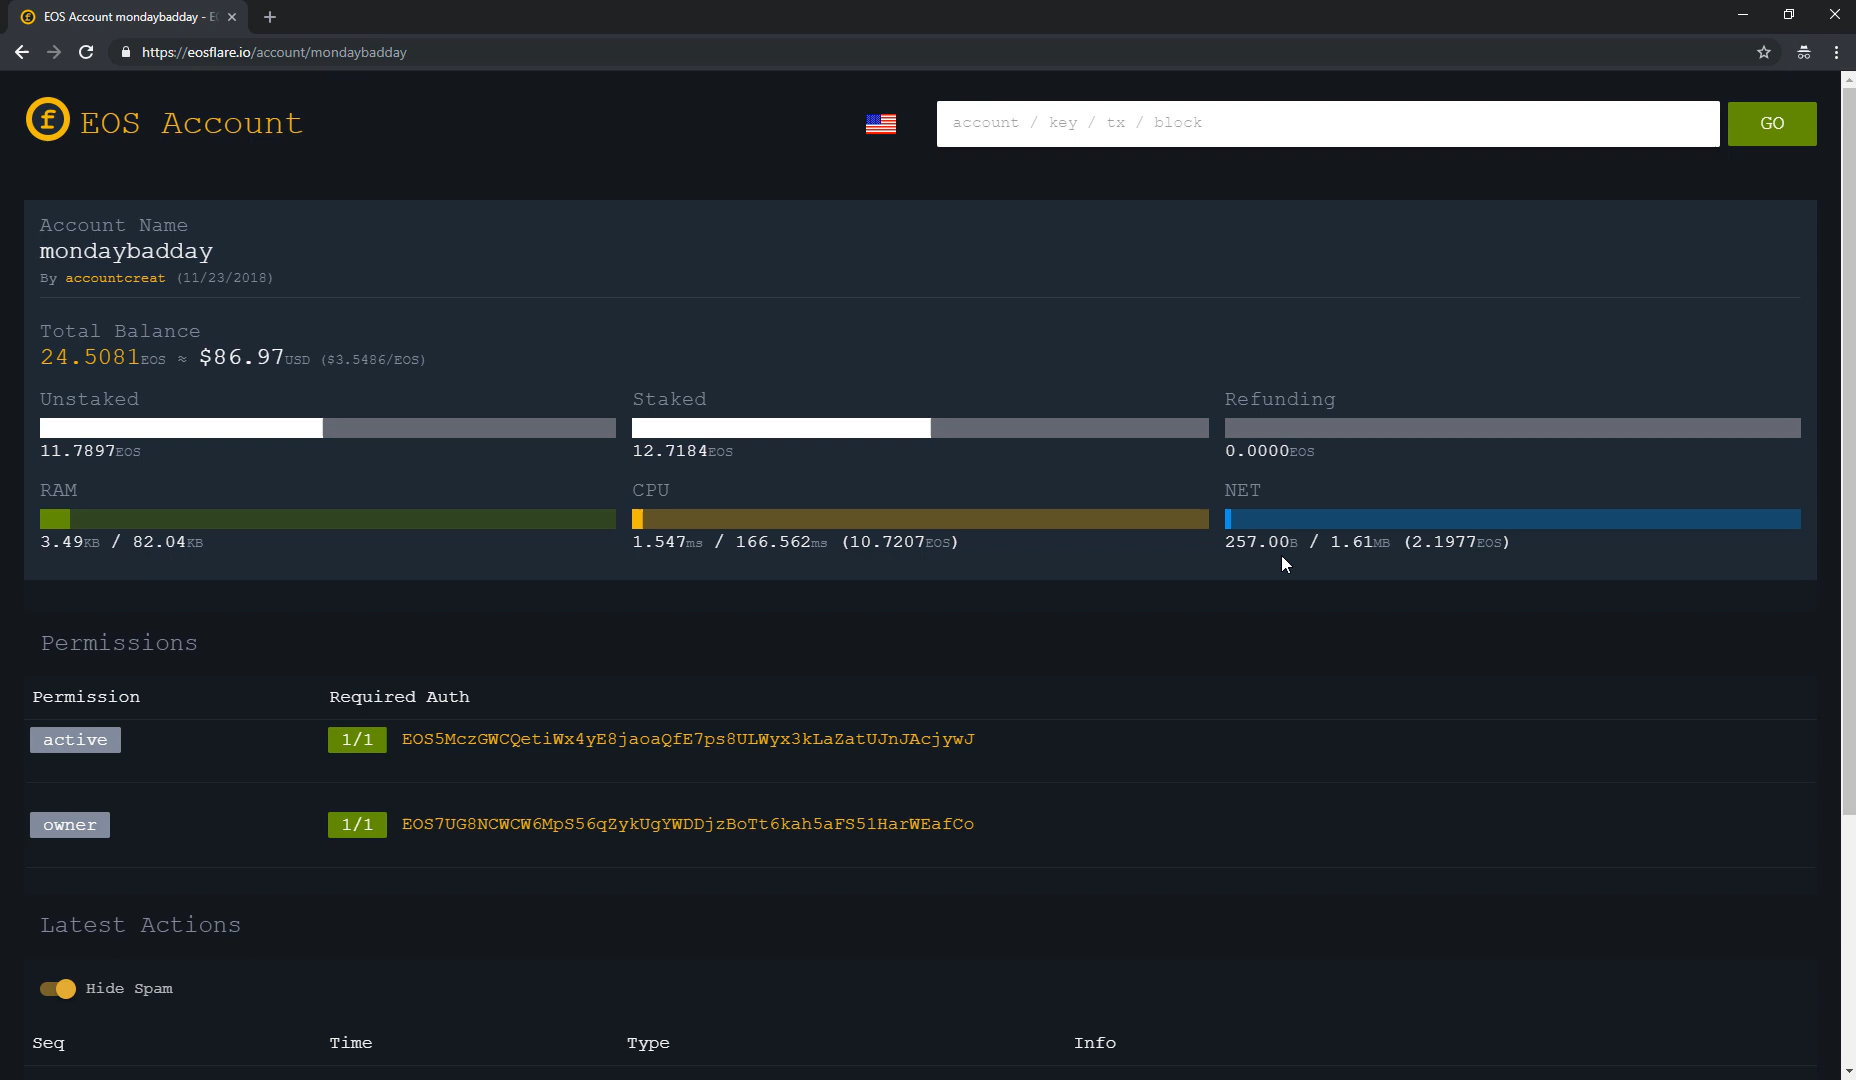 EOS Account mondaybadday - E
https://eosflare.io/account/mondaybadday
EOS Account
account / key / tx / block
GO
Account Name
mondaybadday
By accountcreat (11/23/2018)
Total Balance
24.5081EOS ≈ $86.97USD ($3.5486/EOS)
Unstaked
Staked
Refunding
11.7897EOS
12.7184EOS
0.0000EOS
RAM
CPU
NET
3.49KB / 82.04KB
1.547ms / 166.562ms (10.7207EOS)
257.00B / 1.61MB (2.1977EOS)
Permissions
Permission
Required Auth
active
1/1
EOS5MczGWCQetiWx4yE8jaoaQfE7ps8ULWyx3kLaZatUJnJAcjywJ
owner
1/1
EOS7UG8NCWCW6MpS56qZykUgYWDDjzBoTt6kah5aFS51HarWEafCo
Latest Actions
Hide Spam
Seq
Time
Type
Info